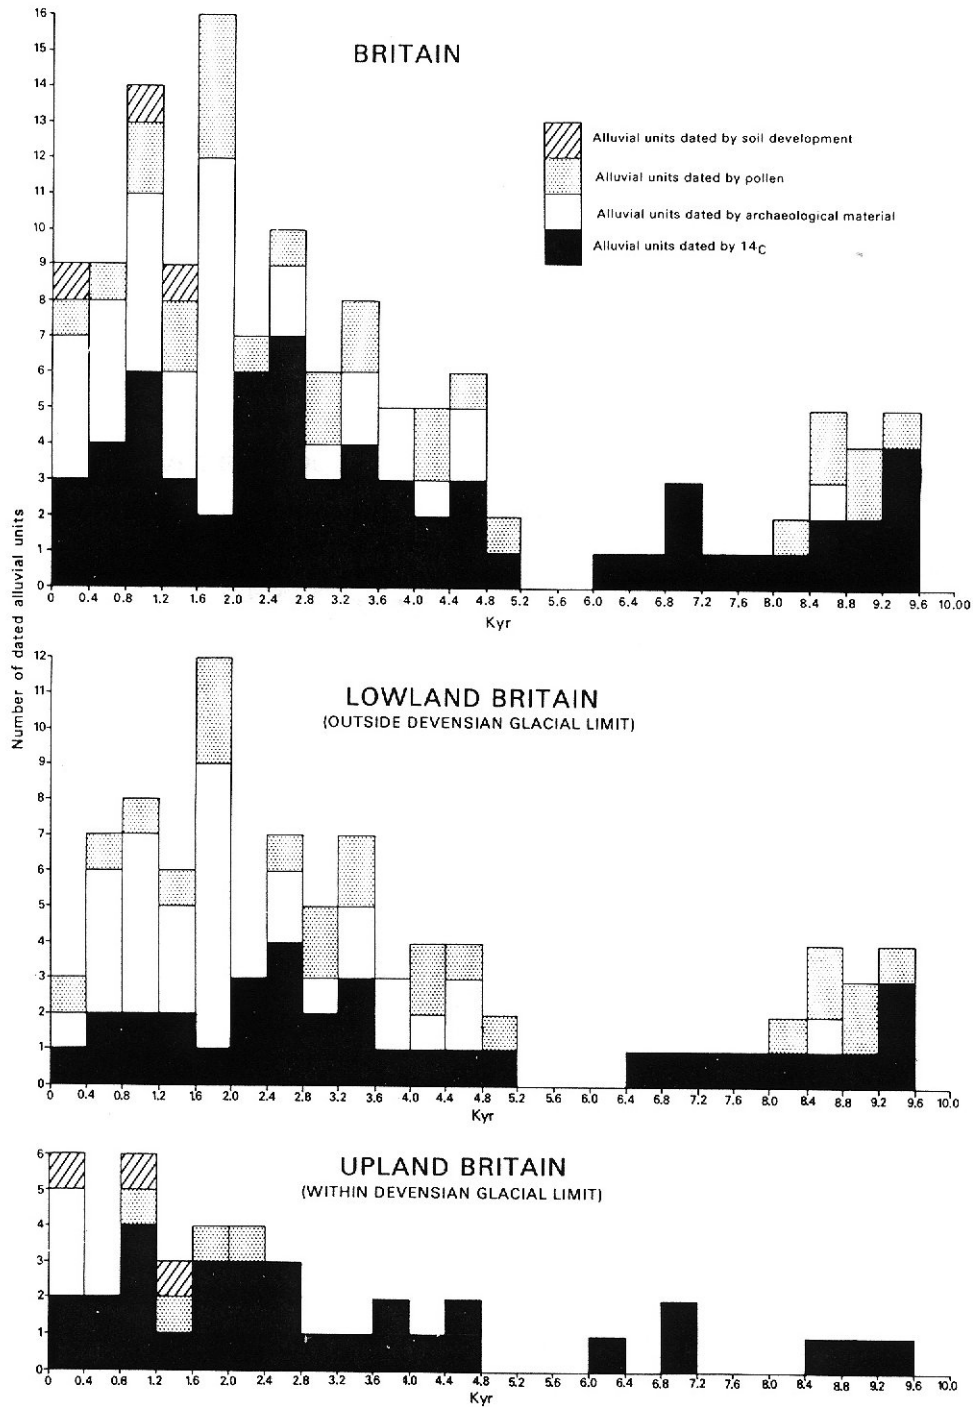 BRITAIN
16
15
14
13
12
11
10
9
8
7
6
5
4
3
2
1
0
Alluvial units dated by soil development
Alluvial units dated by pollen
Alluvial units dated by archaeological material
Alluvial units dated by 14C
0 0.4 0.8 1.2 1.6 2.0 2.4 2.8 3.2 3.6 4.0 4.4 4.8 5.2 5.6 6.0 6.4 6.8 7.2 7.6 8.0 8.4 8.8 9.2 9.6 10.00
Kyr
Number of dated alluvial units
LOWLAND BRITAIN
(OUTSIDE DEVENSIAN GLACIAL LIMIT)
12
11
10
9
8
7
6
5
4
3
2
1
0
0 0.4 0.8 1.2 1.6 2.0 2.4 2.8 3.2 3.6 4.0 4.4 4.8 5.2 5.6 6.0 6.4 6.8 7.2 7.6 8.0 8.4 8.8 9.2 9.6 10.0
Kyr
UPLAND BRITAIN
(WITHIN DEVENSIAN GLACIAL LIMIT)
6
5
4
3
2
1
0
0 0.4 0.8 1.2 1.6 2.0 2.4 2.8 3.2 3.6 4.0 4.4 4.8 5.2 5.6 6.0 6.4 6.8 7.2 7.6 8.0 8.4 8.8 9.2 9.6 10.0
Kyr